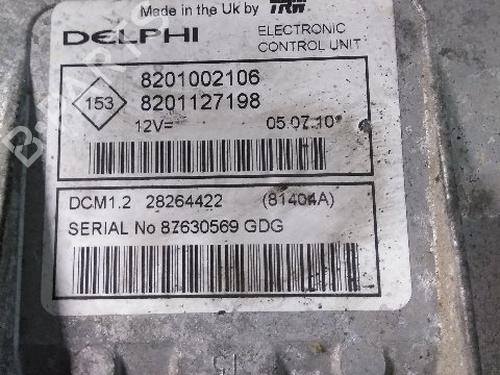 Made in the Uk by TRW
DELPHI ELECTRONIC
CONTROL UNIT
8201002106
153 8201127198
12V= 05.07.10
DCM1.2 28264422 (81404A)
SERIAL No 87630569 GDG